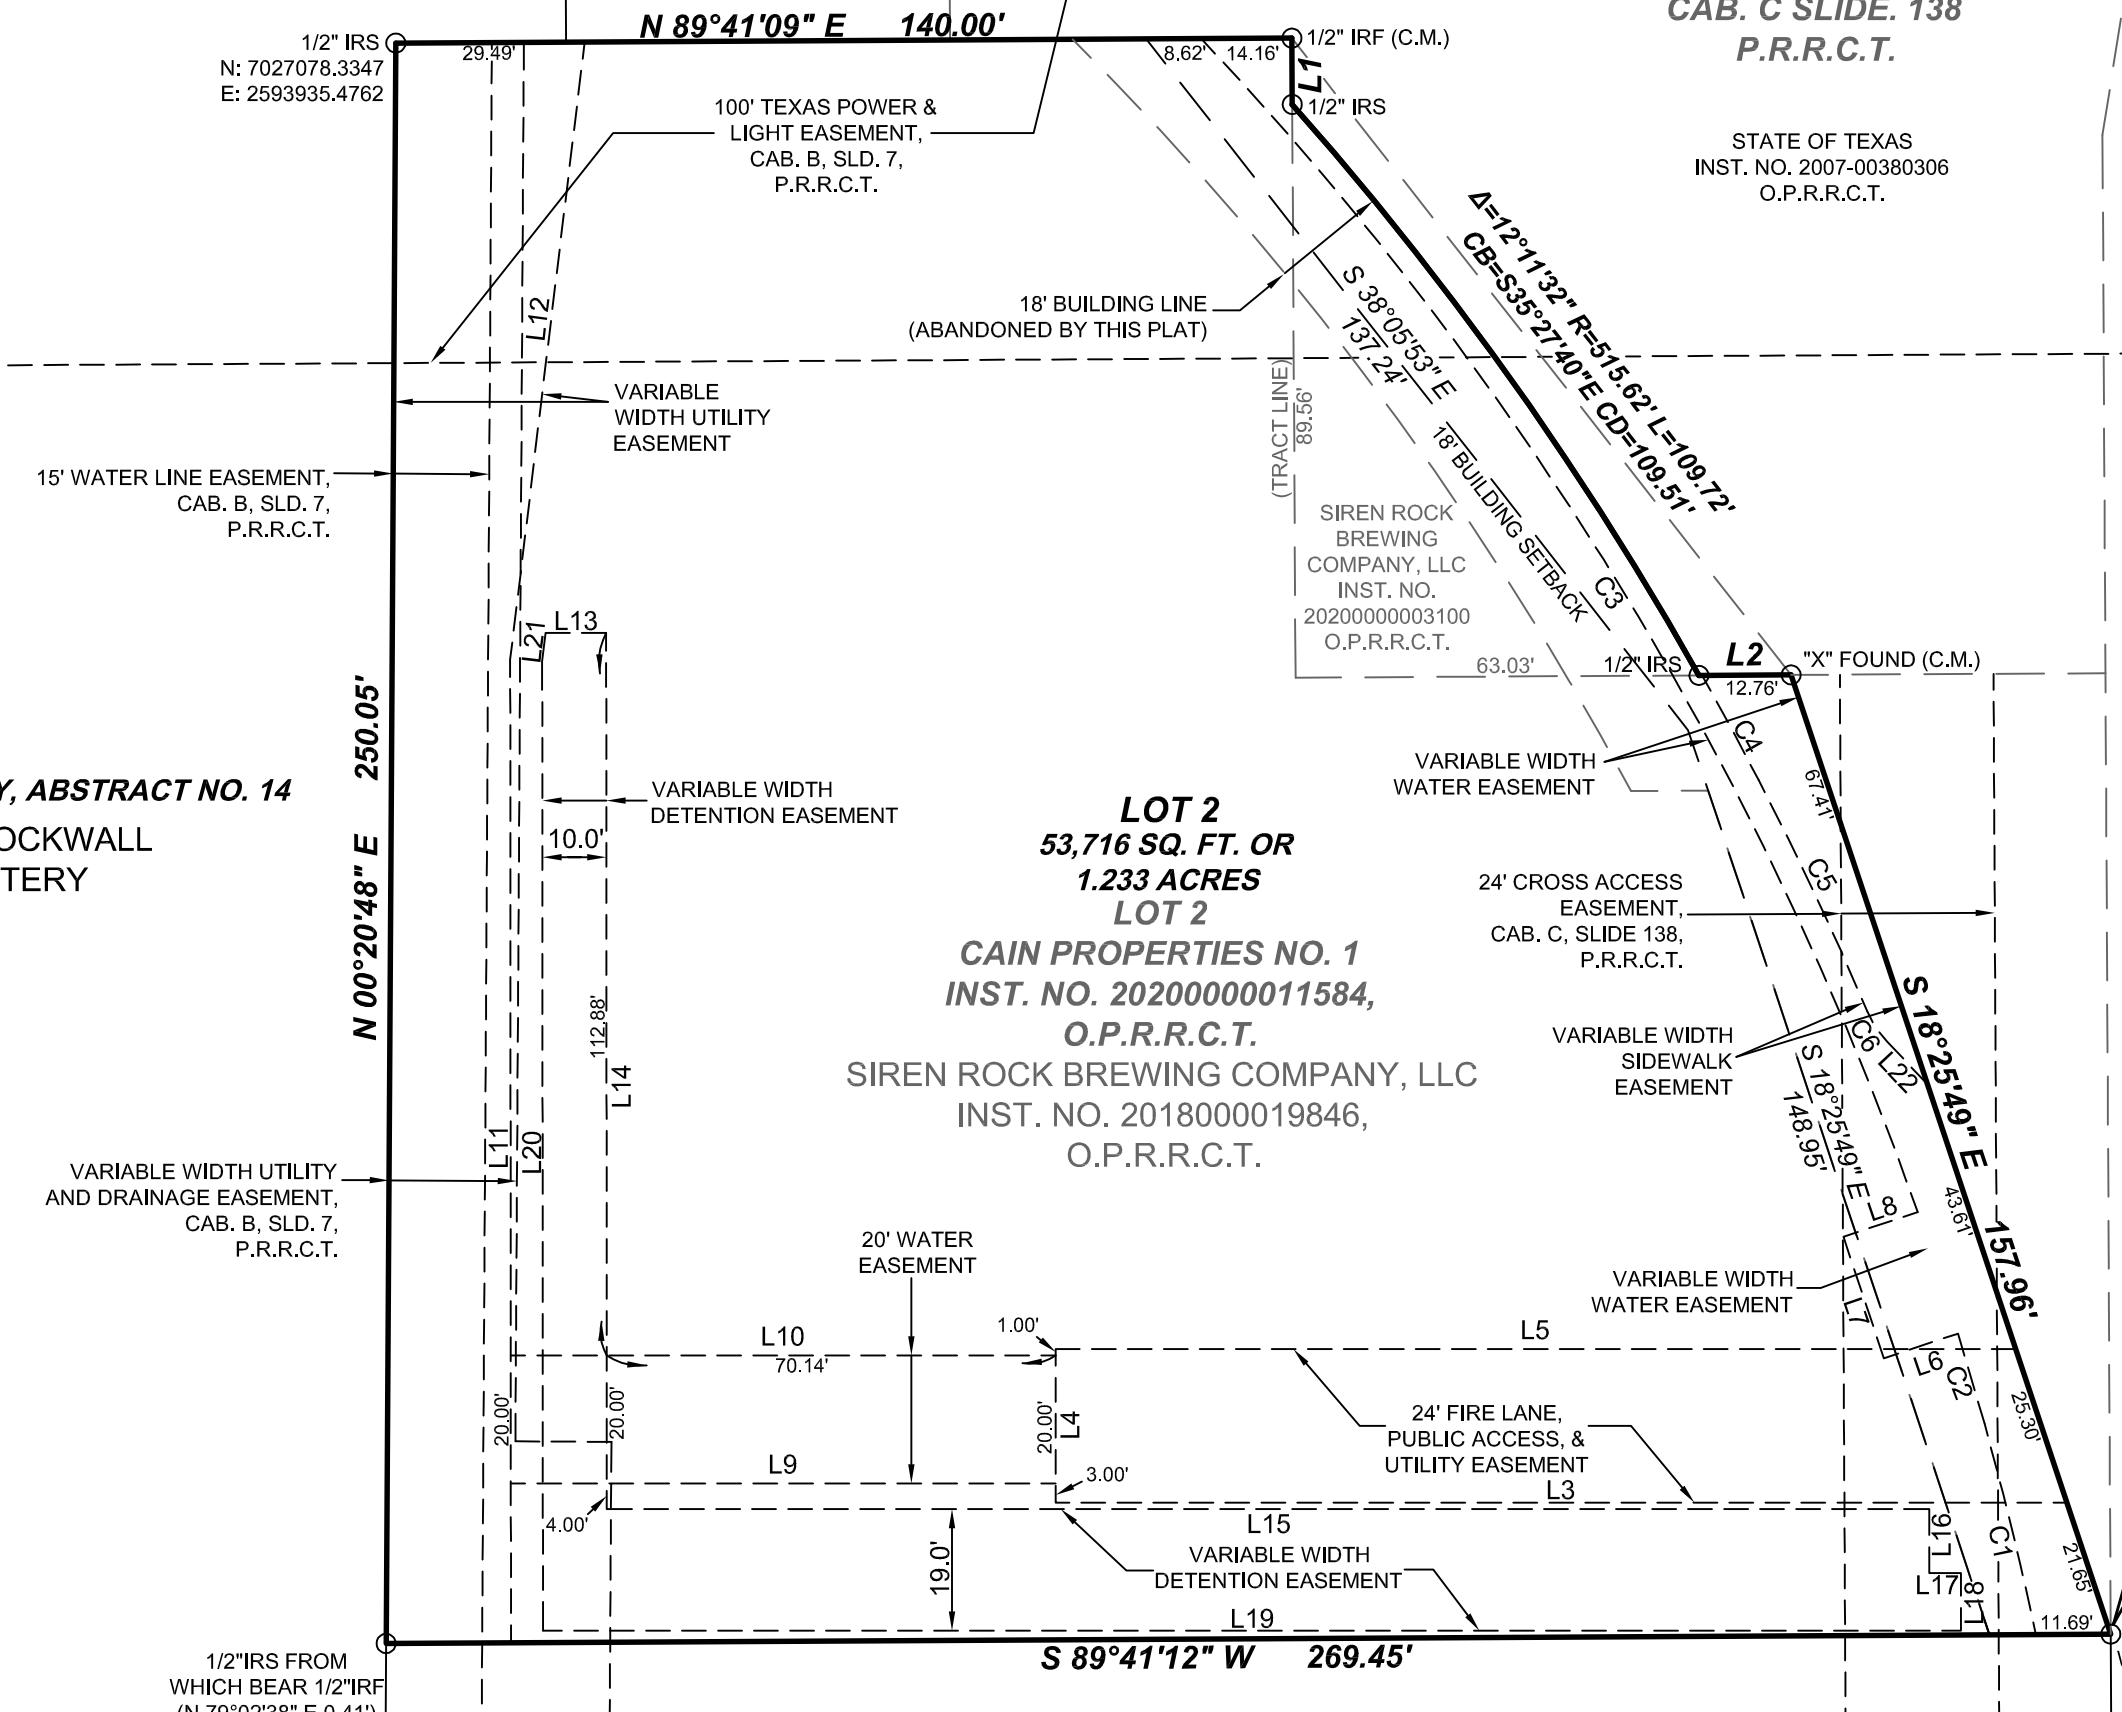 CAB. C SLIDE. 138
P.R.R.C.T.
N 89°41'09" E 140.00'
1/2" IRS
N: 7027078.3347
E: 2593935.4762
29.49'
8.62'
14.16'
1/2" IRF (C.M.)
L1
1/2" IRS
100' TEXAS POWER &
LIGHT EASEMENT,
CAB. B, SLD. 7,
P.R.R.C.T.
STATE OF TEXAS
INST. NO. 2007-00380306
O.P.R.R.C.T.
Δ=12°11'32" R=515.62' L=109.72'
CB=S35°27'40"E CD=109.51'
L12
18' BUILDING LINE
(ABANDONED BY THIS PLAT)
S 38°05'53" E
137.24'
(TRACT LINE)
89.56'
VARIABLE
WIDTH UTILITY
EASEMENT
15' WATER LINE EASEMENT,
CAB. B, SLD. 7,
P.R.R.C.T.
18' BUILDING SETBACK
SIREN ROCK
BREWING
COMPANY, LLC
INST. NO.
20200000003100
O.P.R.R.C.T.
C3
L13
L21
63.03'
1/2" IRS
L2
12.76'
"X" FOUND (C.M.)
N 00°20'48" E 250.05'
Y, ABSTRACT NO. 14
OCKWALL
TERY
VARIABLE WIDTH
DETENTION EASEMENT
10.0'
VARIABLE WIDTH
WATER EASEMENT
C4
67.41'
LOT 2
53,716 SQ. FT. OR
1.233 ACRES
LOT 2
CAIN PROPERTIES NO. 1
INST. NO. 20200000011584,
O.P.R.R.C.T.
SIREN ROCK BREWING COMPANY, LLC
INST. NO. 2018000019846,
O.P.R.R.C.T.
24' CROSS ACCESS
EASEMENT,
CAB. C, SLIDE 138,
P.R.R.C.T.
C5
112.88'
L14
VARIABLE WIDTH
SIDEWALK
EASEMENT
C6
L22
S 18°25'49" E 157.96'
S 18°25'49" E
148.95'
L11
L20
VARIABLE WIDTH UTILITY
AND DRAINAGE EASEMENT,
CAB. B, SLD. 7,
P.R.R.C.T.
L8
43.61'
20' WATER
EASEMENT
VARIABLE WIDTH
WATER EASEMENT
L7
L10
70.14'
1.00'
L5
L6
C2
20.00'
20.00'
20.00'
L4
24' FIRE LANE,
PUBLIC ACCESS, &
UTILITY EASEMENT
25.30'
L9
3.00'
L3
4.00'
L15
19.0'
VARIABLE WIDTH
DETENTION EASEMENT
L16
C1
21.65'
L17
L18
L19
11.69'
S 89°41'12" W 269.45'
1/2"IRS FROM
WHICH BEAR 1/2"IRF
(N 79°02'38" E 0.41')